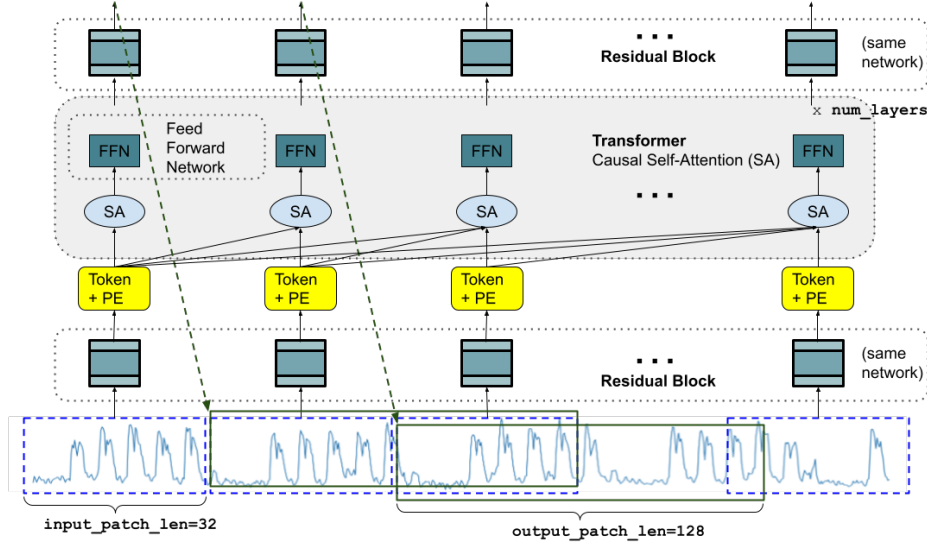 Residual Block
(same
network)
x num_layers
Feed
Forward
Network
FFN
FFN
FFN
FFN
Transformer
Causal Self-Attention (SA)
SA
SA
SA
SA
Token
+ PE
Token
+ PE
Token
+ PE
Token
+ PE
Residual Block
(same
network)
input_patch_len=32
output_patch_len=128